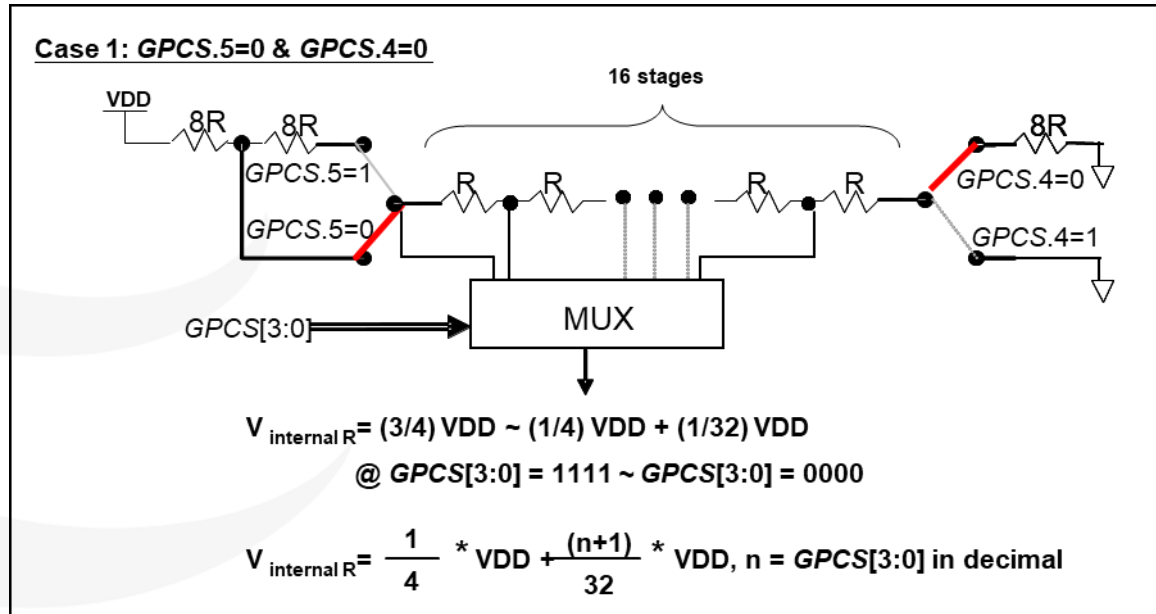 Case 1: GPCS.5=0 & GPCS.4=0
16 stages
VDD
8R
8R
8R
GPCS.5=1
R
R
R
R
GPCS.4=0
GPCS.5=0
GPCS.4=1
MUX
GPCS[3:0]
V internal R = (3/4) VDD ~ (1/4) VDD + (1/32) VDD
@ GPCS[3:0] = 1111 ~ GPCS[3:0] = 0000
V internal R = 1/4 * VDD + (n+1)/32 * VDD, n = GPCS[3:0] in decimal